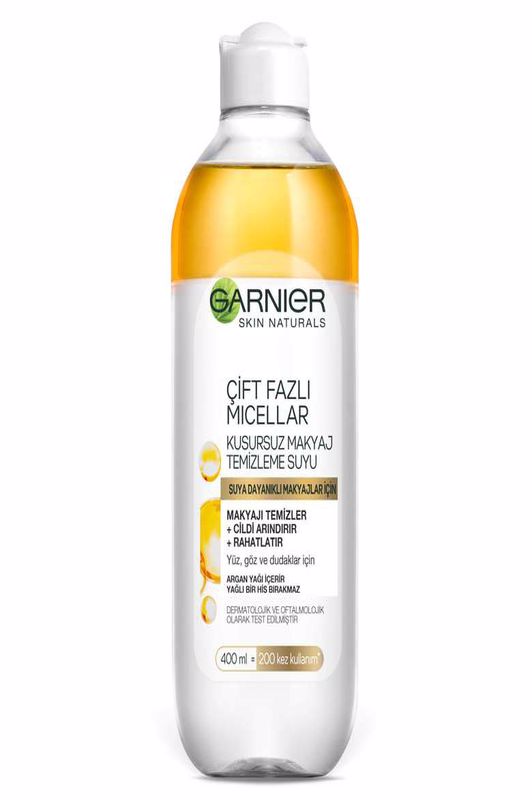 GARNIER
SKIN NATURALS
ÇİFT FAZLI
MICELLAR
KUSURSUZ MAKYAJ
TEMİZLEME SUYU
SUYA DAYANIKLI MAKYAJLAR İÇİN
MAKYAJI TEMİZLER
+ CİLDİ ARINDIRIR
+ RAHATLATIR
Yüz, göz ve dudaklar için
ARGAN YAĞI İÇERİR
YAĞLI BİR HİS BIRAKMAZ
DERMATOLOJİK VE OFTALMOLOJİK
OLARAK TEST EDİLMİŞTİR
400 ml = 200 kez kullanım*